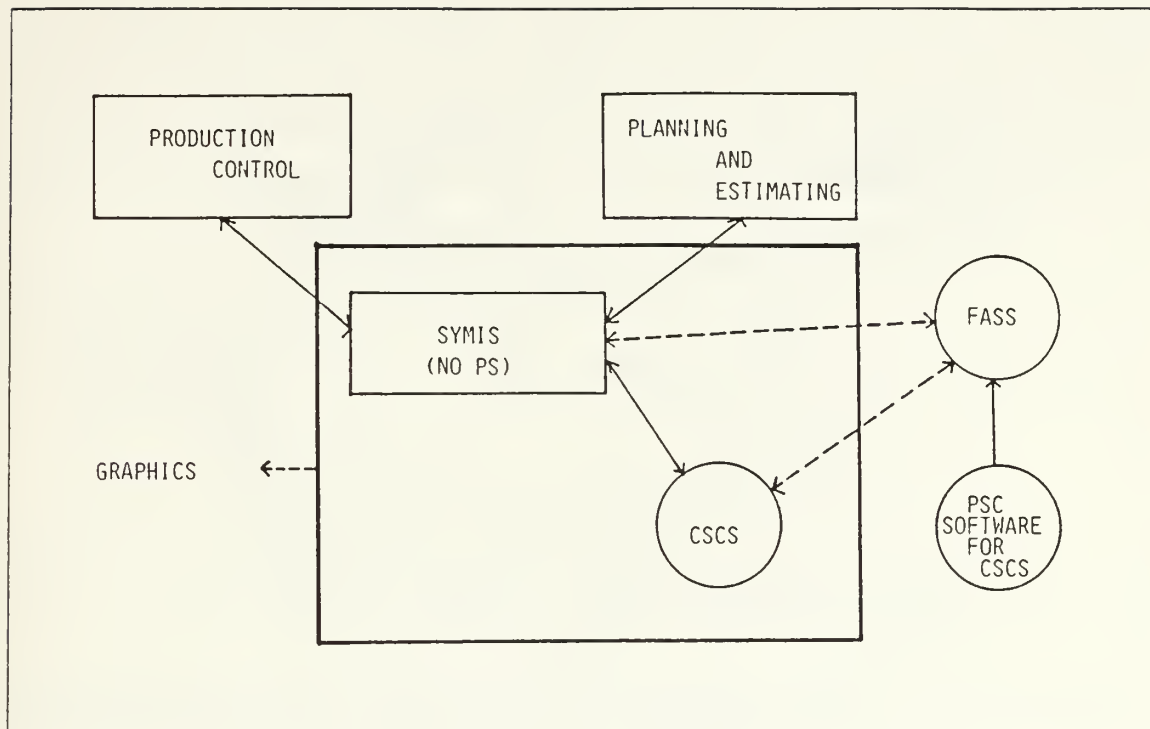 PRODUCTION
CONTROL
PLANNING
AND
ESTIMATING
SYMIS
(NO PS)
FASS
GRAPHICS
CSCS
PSC
SOFTWARE
FOR
CSCS